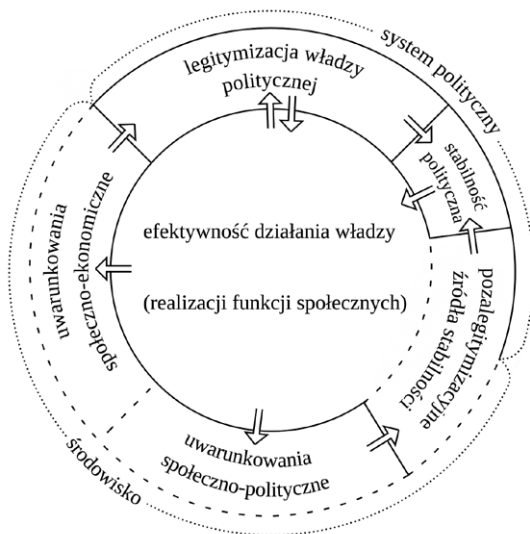 system polityczny
legitymizacja władzy
politycznej
stabilność
polityczna
efektywność działania władzy
(realizacji funkcji społecznych)
uwarunkowania
społeczno-ekonomiczne
pozalegitymizacyjne
źródła stabilności
uwarunkowania
społeczno-polityczne
środowisko